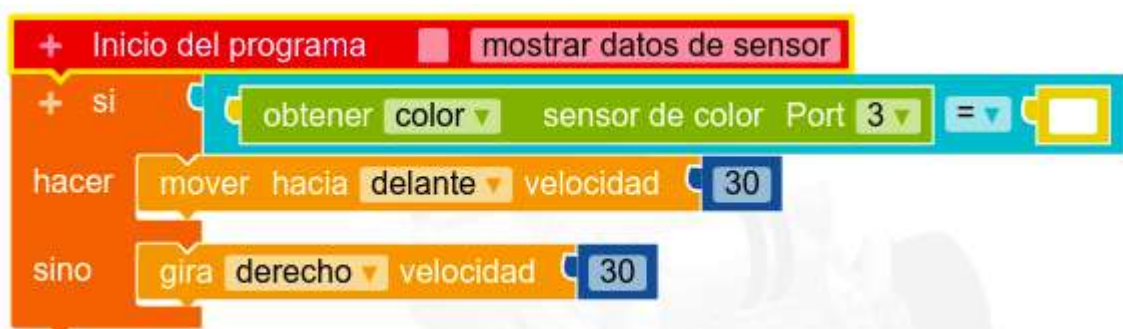 + Inicio del programa mostrar datos de sensor
+ si obtener color sensor de color Port 3 =
hacer mover hacia delante velocidad 30
sino gira derecho velocidad 30